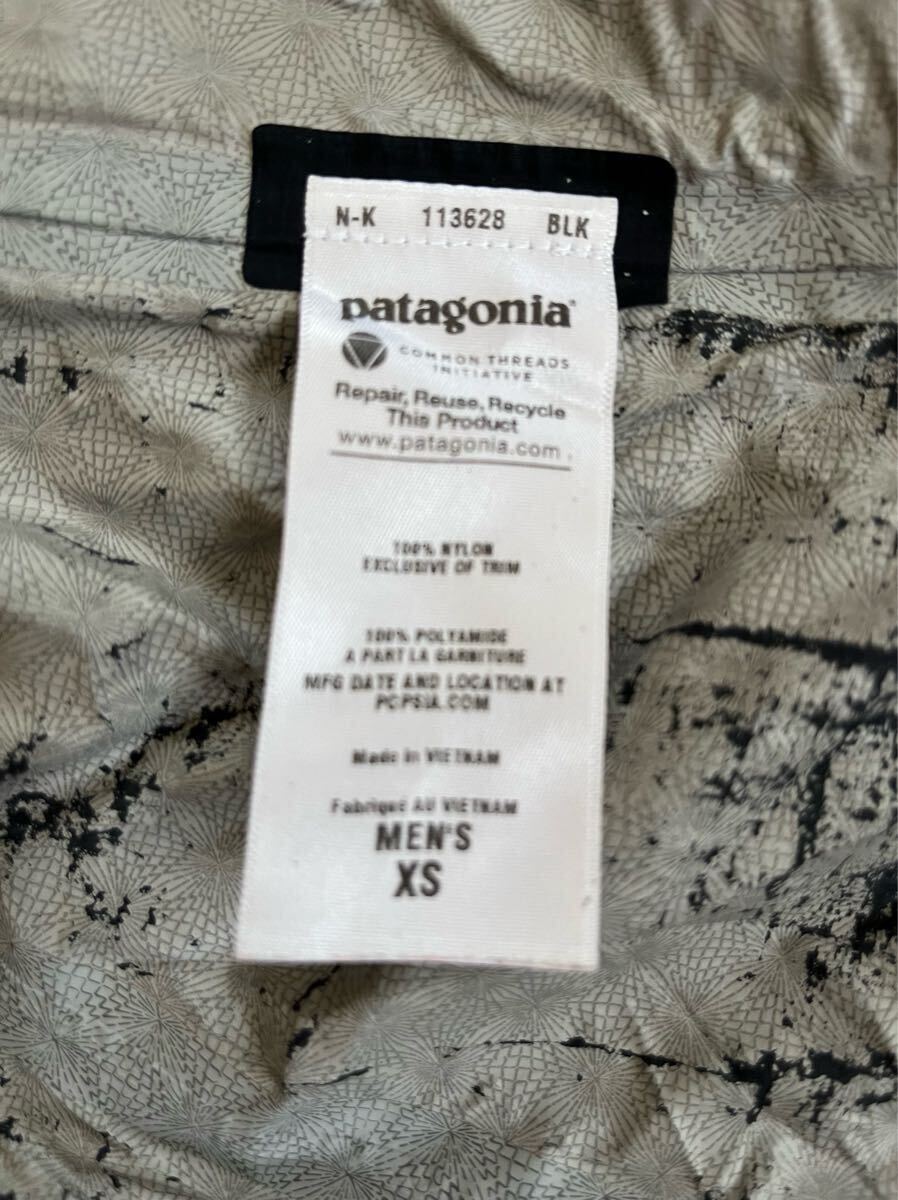 N-K 113628 BLK
patagonia®
COMMON THREADS
INITIATIVE
Repair, Reuse, Recycle
This Product
www.patagonia.com
100% NYLON
EXCLUSIVE OF TRIM
100% POLYAMIDE
A PART LA GARNITURE
MFG DATE AND LOCATION AT
PCPSIA.COM
Made in VIETNAM
Fabriqué AU VIETNAM
MEN'S
XS